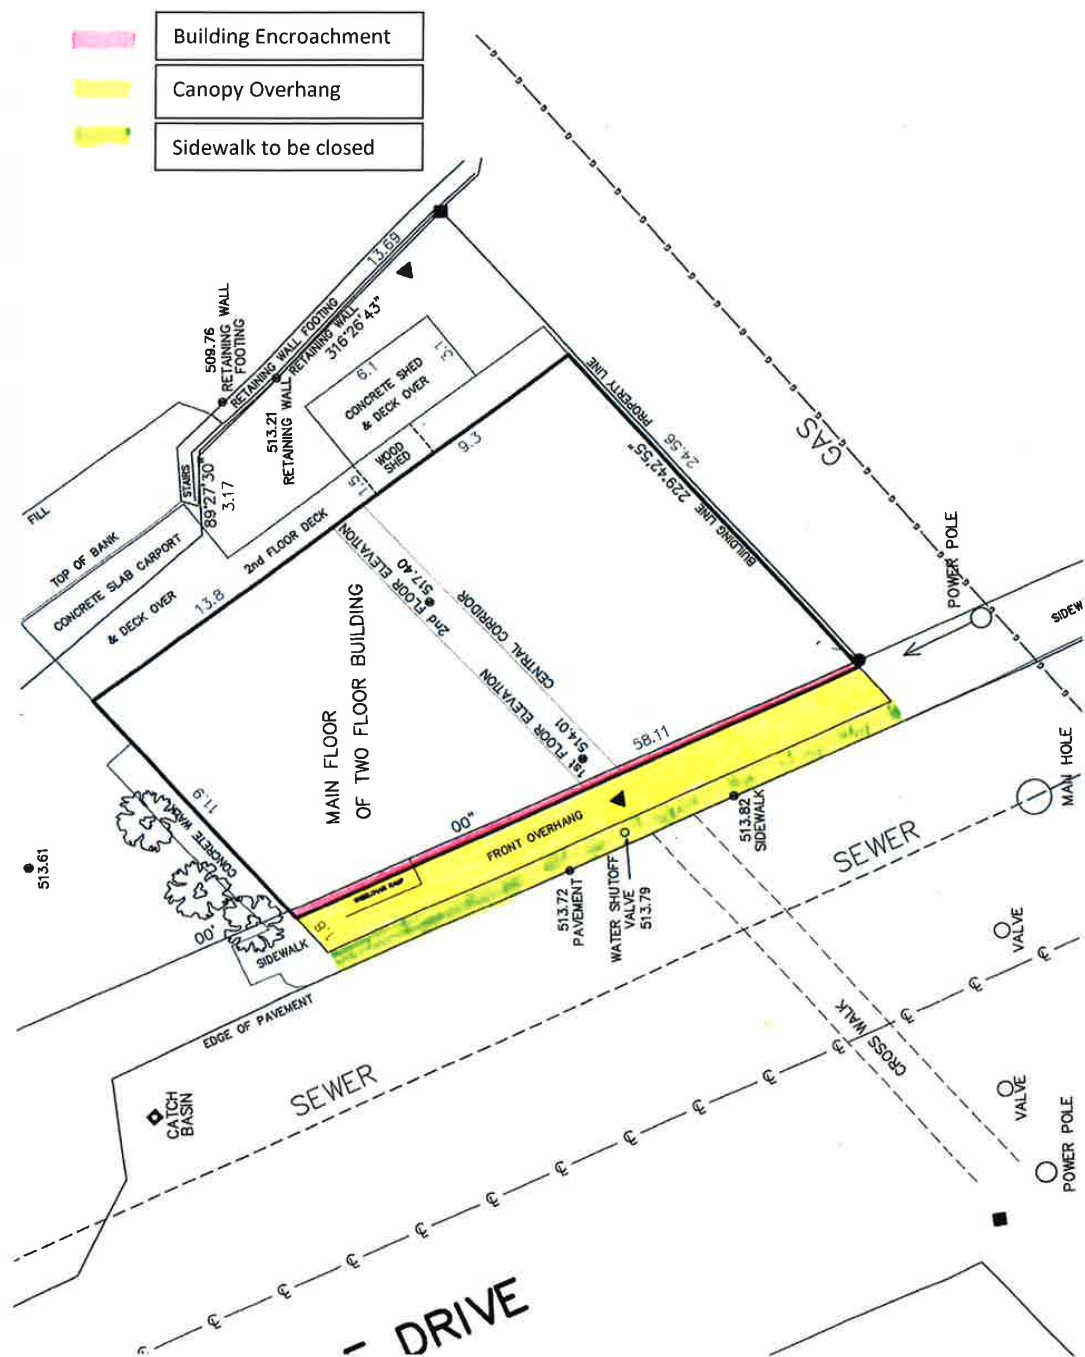 Building Encroachment
Canopy Overhang
Sidewalk to be closed
13.69
RETAINING WALL FOOTING
RETAINING WALL
316°26'43"
509.76
RETAINING WALL
FOOTING
513.21
RETAINING WALL
6.1
3.1
CONCRETE SHED
& DECK OVER
WOOD
SHED
9.3
1.5
STAIRS
89°27'30"
3.17
FILL
TOP OF BANK
CONCRETE SLAB CARPORT
& DECK OVER
13.8
2nd FLOOR DECK
PROPERTY LINE
24.56
229°42'55"
BUILDING LINE
GAS
POWER POLE
SIDEW
2nd FLOOR ELEVATION
517.40
CENTRAL CORRIDOR
1st FLOOR ELEVATION
514.01
MAIN FLOOR
OF TWO FLOOR BUILDING
58.11
00"
FRONT OVERHANG
11.9
CONCRETE WALK
513.61
00'
1.8
SIDEWALK
EDGE OF PAVEMENT
513.72
PAVEMENT
WATER SHUTOFF
VALVE
513.79
513.82
SIDEWALK
MAN HOLE
SEWER
SEWER
VALVE
CROSS WALK
VALVE
POWER POLE
CATCH
BASIN
DRIVE